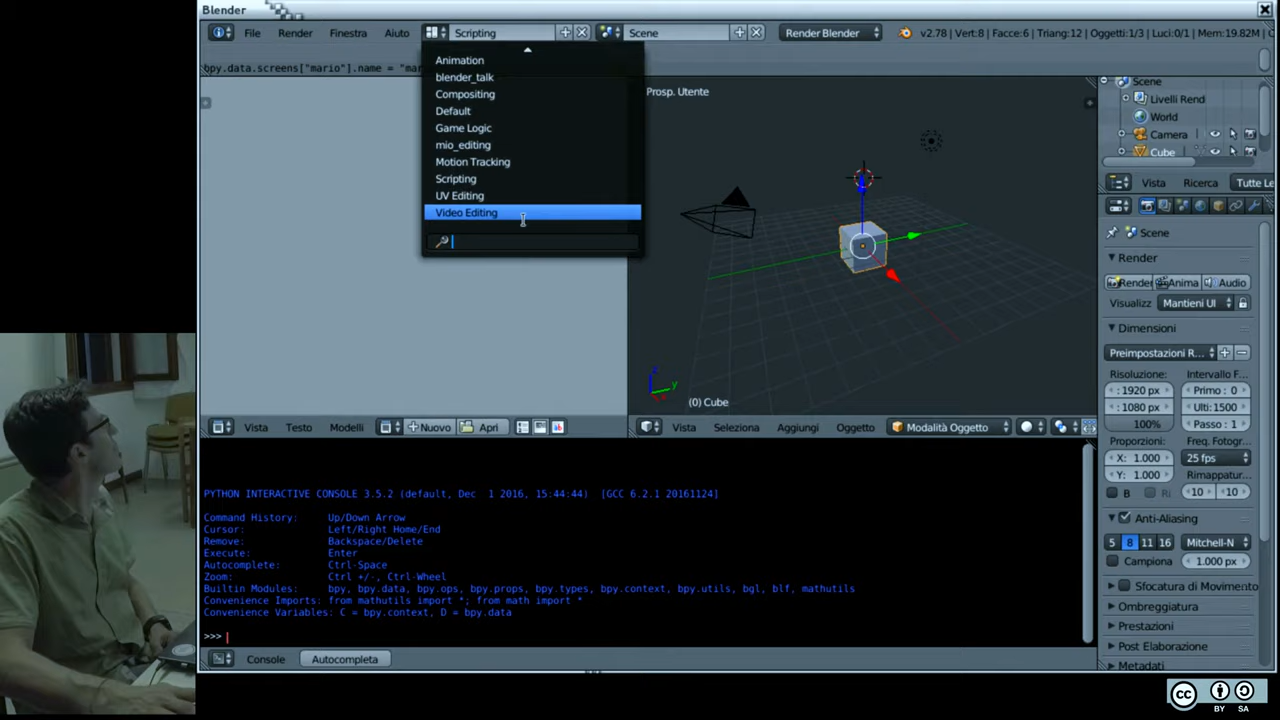 Blender
File Render Finestra Aiuto Scripting Scene Render Blender v2.78 | Vert:8 | Facce:6 | Triang:12 | Oggetti:1/3 | Luci:0/1 | Mem:19.82M
bpy.data.screens["mario"].name = "mar
Animation
blender_talk
Compositing
Default
Game Logic
mio_editing
Motion Tracking
Scripting
UV Editing
Video Editing
Prosp. Utente
(0) Cube
z
y
x
Vista Testo Modelli Nuovo Apri
Vista Seleziona Aggiungi Oggetto Modalità Oggetto
PYTHON INTERACTIVE CONSOLE 3.5.2 (default, Dec 1 2016, 15:44:44) [GCC 6.2.1 20161124]
Command History: Up/Down Arrow
Cursor: Left/Right Home/End
Remove: Backspace/Delete
Execute: Enter
Autocomplete: Ctrl-Space
Zoom: Ctrl +/-, Ctrl-Wheel
Builtin Modules: bpy, bpy.data, bpy.ops, bpy.props, bpy.types, bpy.context, bpy.utils, bgl, blf, mathutils
Convenience Imports: from mathutils import *; from math import *
Convenience Variables: C = bpy.context, D = bpy.data
>>>
Console Autocompleta
Scene
Livelli Rend
World
Camera
Cube
Vista Ricerca Tutte Le
Scene
Render
Render Anima Audio
Visualizz Mantieni UI
Dimensioni
Preimpostazioni R...
Risoluzione: Intervallo F...
: 1920 px Primo : 0
: 1080 px Ulti: 1500
100% Passo : 1
Proporzioni: Freq. Fotogr...
X: 1.000 25 fps
Y: 1.000 Rimappatur...
B Ri 10 10
Anti-Aliasing
5 8 11 16 Mitchell-N
Campiona 1.000 px
Sfocatura di Movimento
Ombreggiatura
Prestazioni
Post Elaborazione
Metadati
cc BY SA